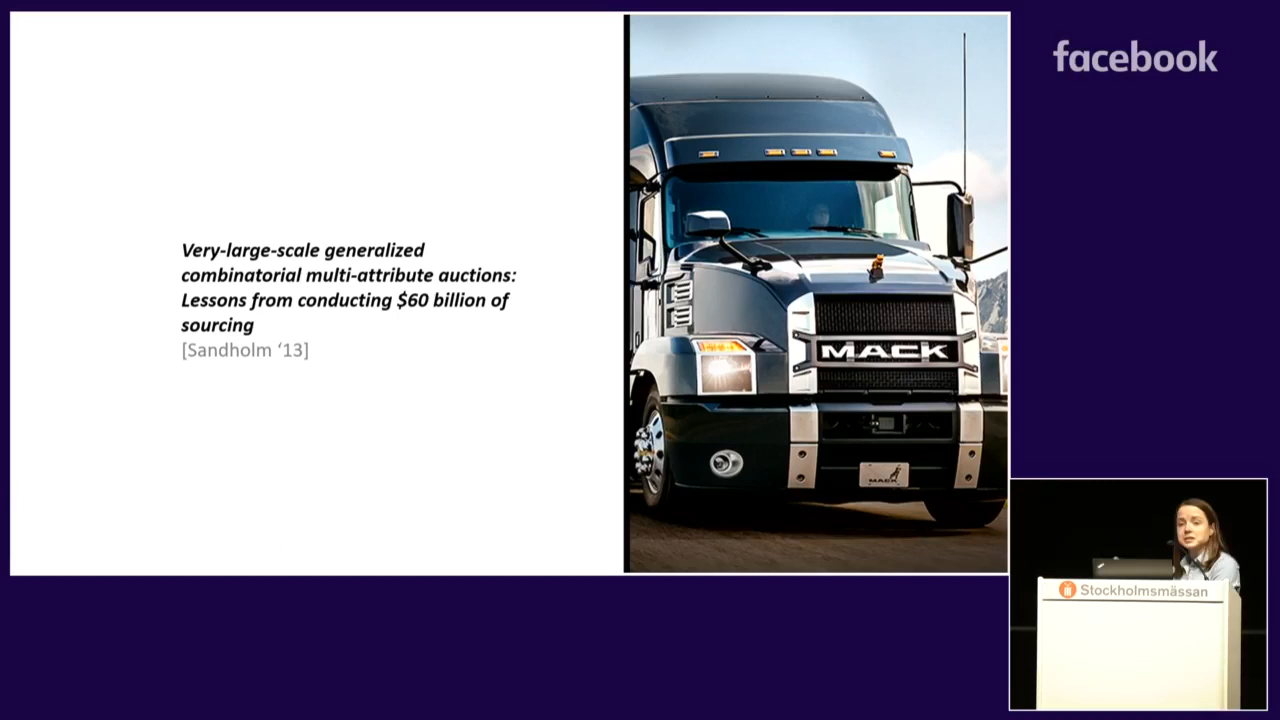 facebook
Very-large-scale generalized
combinatorial multi-attribute auctions:
Lessons from conducting $60 billion of
sourcing
[Sandholm ‘13]
MACK
MACK
Stockholmsmässan